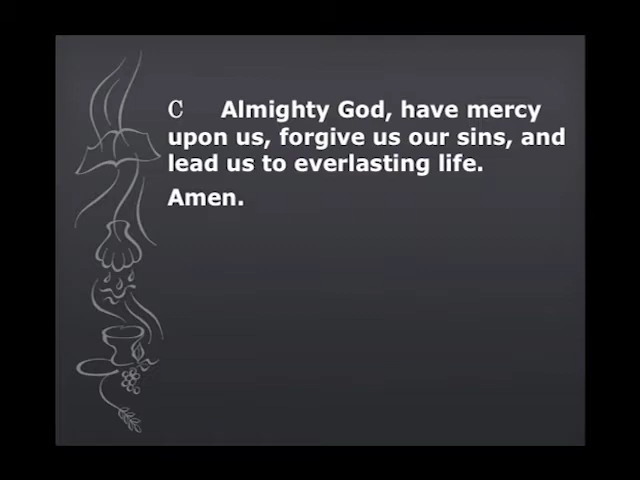 C Almighty God, have mercy
upon us, forgive us our sins, and
lead us to everlasting life.
Amen.